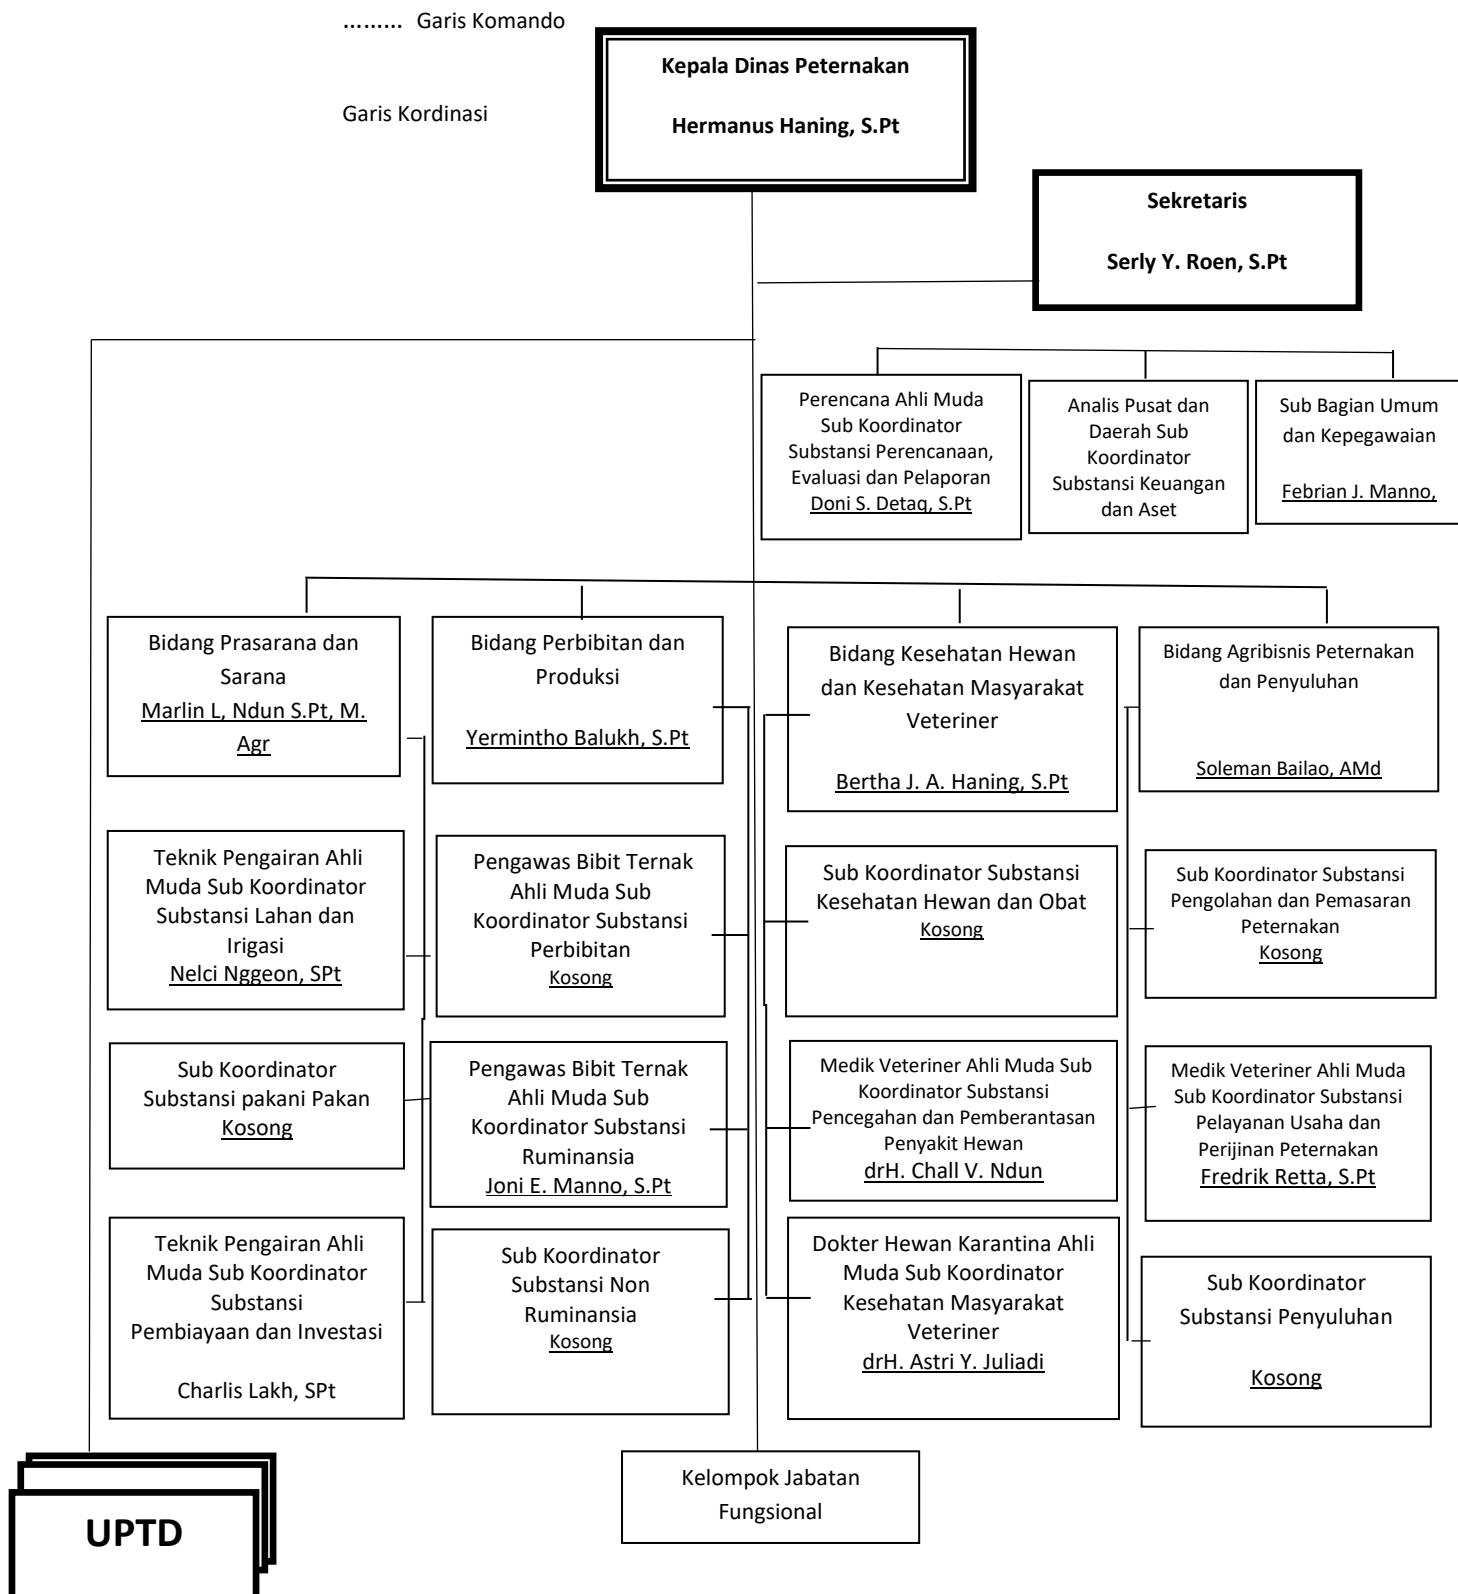 ......... Garis Komando
Kepala Dinas Peternakan
Hermanus Haning, S.Pt
Garis Kordinasi
Sekretaris
Serly Y. Roen, S.Pt
Perencana Ahli Muda
Sub Koordinator
Substansi Perencanaan,
Evaluasi dan Pelaporan
Doni S. Detaq, S.Pt
Analis Pusat dan
Daerah Sub
Koordinator
Substansi Keuangan
dan Aset
Sub Bagian Umum
dan Kepegawaian
Febrian J. Manno,
Bidang Prasarana dan
Sarana
Marlin L, Ndun S.Pt, M.
Agr
Bidang Perbibitan dan
Produksi
Yermintho Balukh, S.Pt
Bidang Kesehatan Hewan
dan Kesehatan Masyarakat
Veteriner
Bertha J. A. Haning, S.Pt
Bidang Agribisnis Peternakan
dan Penyuluhan
Soleman Bailao, AMd
Teknik Pengairan Ahli
Muda Sub Koordinator
Substansi Lahan dan
Irigasi
Nelci Nggeon, SPt
Pengawas Bibit Ternak
Ahli Muda Sub
Koordinator Substansi
Perbibitan
Kosong
Sub Koordinator Substansi
Kesehatan Hewan dan Obat
Kosong
Sub Koordinator Substansi
Pengolahan dan Pemasaran
Peternakan
Kosong
Sub Koordinator
Substansi pakani Pakan
Kosong
Pengawas Bibit Ternak
Ahli Muda Sub
Koordinator Substansi
Ruminansia
Joni E. Manno, S.Pt
Medik Veteriner Ahli Muda Sub
Koordinator Substansi
Pencegahan dan Pemberantasan
Penyakit Hewan
drH. Chall V. Ndun
Medik Veteriner Ahli Muda
Sub Koordinator Substansi
Pelayanan Usaha dan
Perijinan Peternakan
Fredrik Retta, S.Pt
Teknik Pengairan Ahli
Muda Sub Koordinator
Substansi
Pembiayaan dan Investasi
Charlis Lakh, SPt
Sub Koordinator
Substansi Non
Ruminansia
Kosong
Dokter Hewan Karantina Ahli
Muda Sub Koordinator
Kesehatan Masyarakat
Veteriner
drH. Astri Y. Juliadi
Sub Koordinator
Substansi Penyuluhan
Kosong
UPTD
Kelompok Jabatan
Fungsional